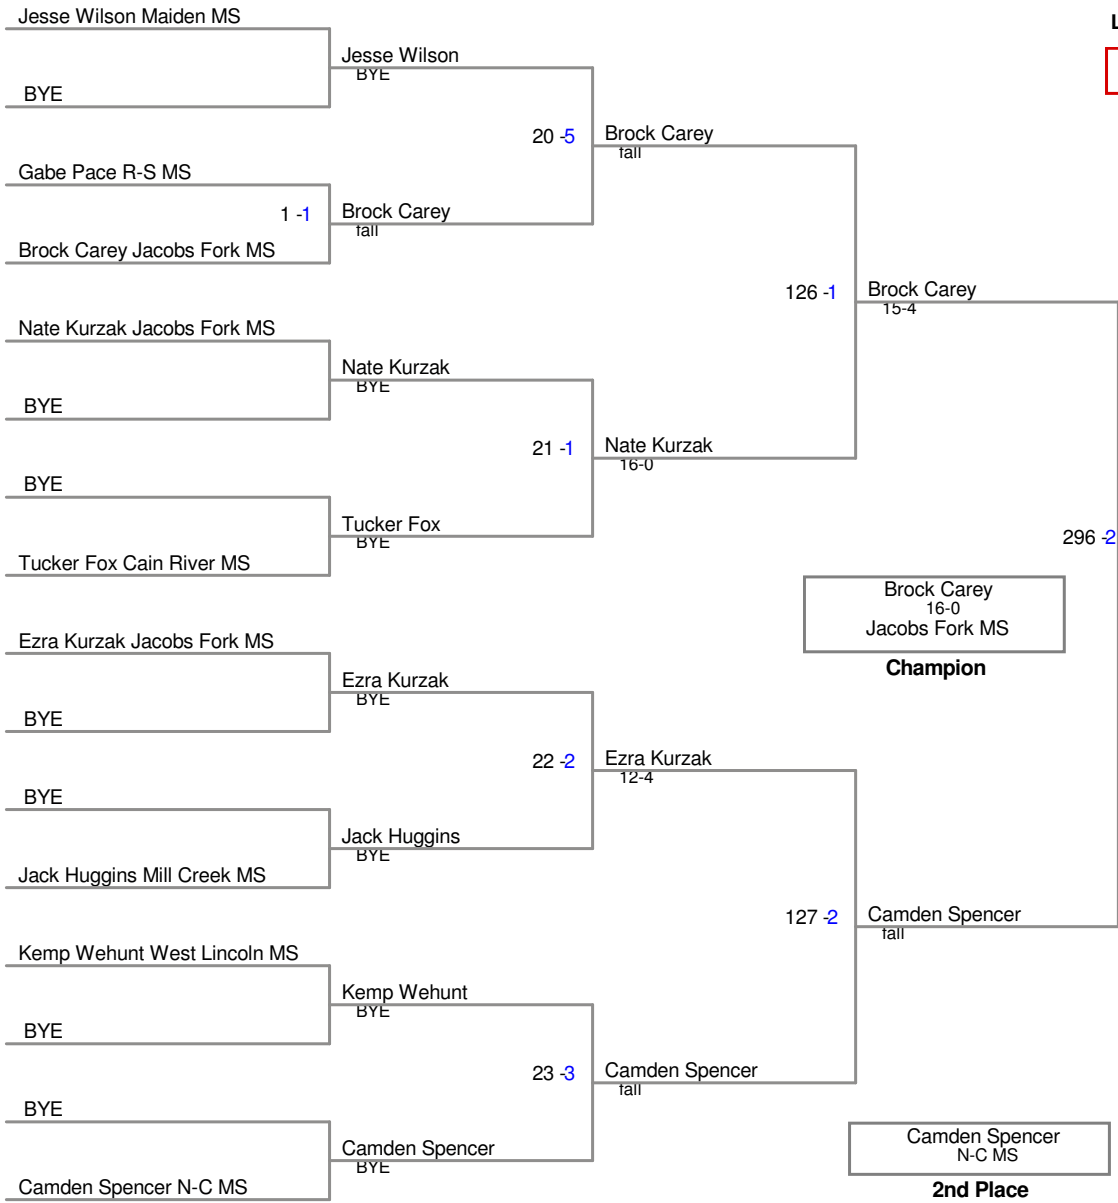 Jesse Wilson Maiden MS
L
Jesse Wilson
BYE
BYE
20 -5
Brock Carey
fall
Gabe Pace R-S MS
1 -1
Brock Carey
fall
Brock Carey Jacobs Fork MS
126 -1
Brock Carey
15-4
Nate Kurzak Jacobs Fork MS
Nate Kurzak
BYE
BYE
21 -1
Nate Kurzak
16-0
BYE
Tucker Fox
BYE
Tucker Fox Cain River MS
296 -2
Brock Carey
16-0
Jacobs Fork MS
Champion
Ezra Kurzak Jacobs Fork MS
Ezra Kurzak
BYE
BYE
22 -2
Ezra Kurzak
12-4
BYE
Jack Huggins
BYE
Jack Huggins Mill Creek MS
127 -2
Camden Spencer
fall
Kemp Wehunt West Lincoln MS
Kemp Wehunt
BYE
BYE
23 -3
Camden Spencer
fall
BYE
Camden Spencer
BYE
Camden Spencer N-C MS
Camden Spencer
N-C MS
2nd Place